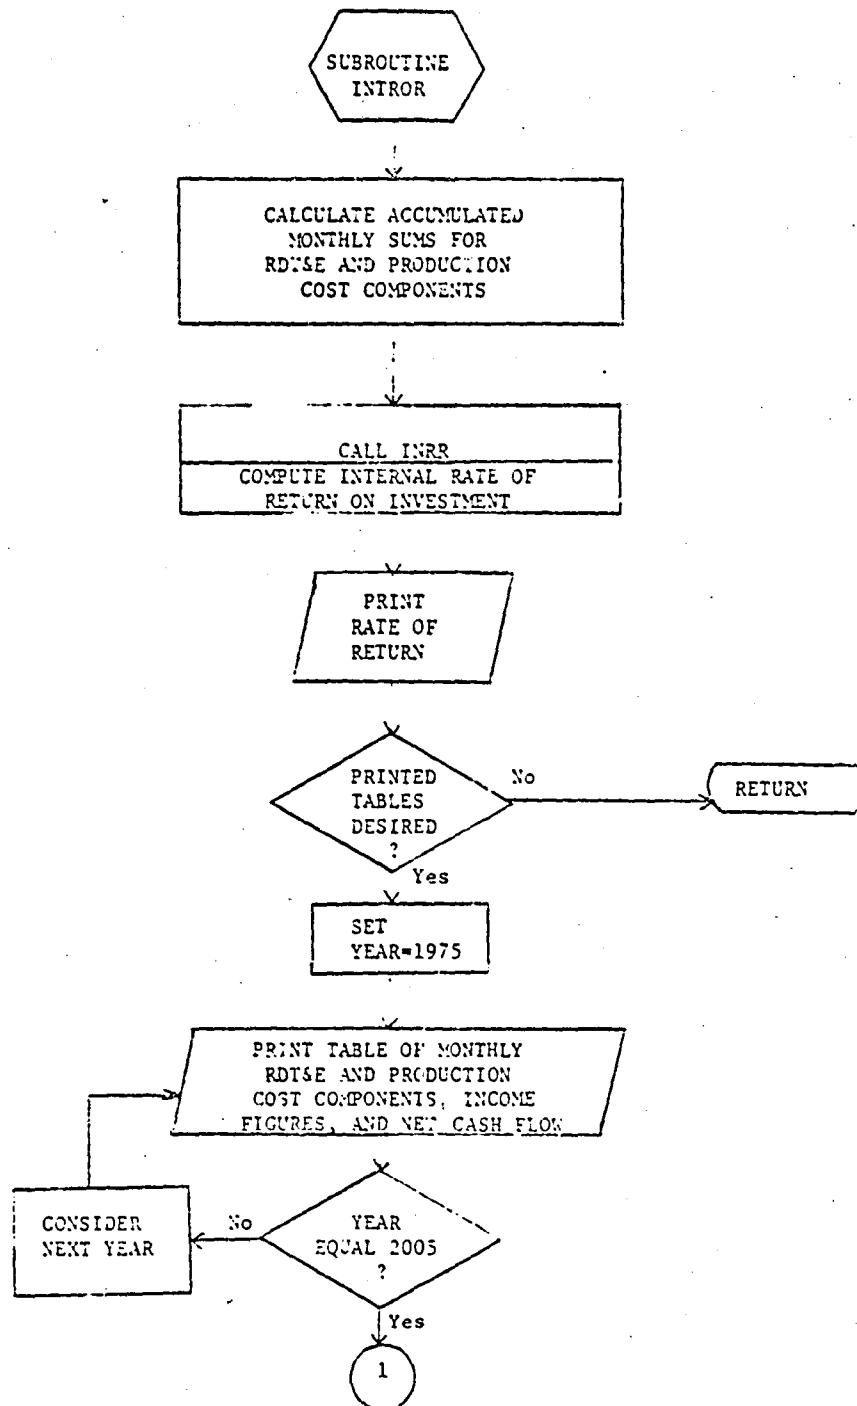 SUBROUTINE
INTROR
CALCULATE ACCUMULATED
MONTHLY SUMS FOR
RDT&E AND PRODUCTION
COST COMPONENTS
CALL INRR
COMPUTE INTERNAL RATE OF
RETURN ON INVESTMENT
PRINT
RATE OF
RETURN
PRINTED
TABLES
DESIRED
?
No
RETURN
Yes
SET
YEAR=1975
PRINT TABLE OF MONTHLY
RDT&E AND PRODUCTION
COST COMPONENTS, INCOME
FIGURES, AND NET CASH FLOW
CONSIDER
NEXT YEAR
No
YEAR
EQUAL 2005
?
Yes
1